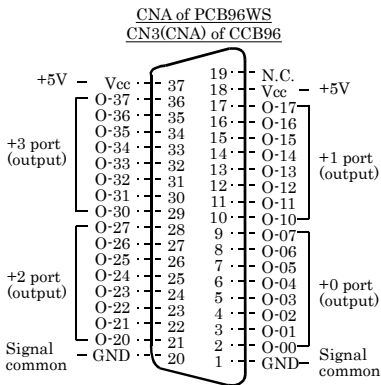 CNA of PCB96WS
CN3(CNA) of CCB96
19 N.C.
+5V Vcc 37 18 Vcc +5V
O-37 36 17 O-17
O-36 35 16 O-16
O-35 34 15 O-15
O-34 33 14 O-14
O-33 32 13 O-13
O-32 31 12 O-12
O-31 30 11 O-11
O-30 29 10 O-10
O-27 28 9 O-07
O-26 27 8 O-06
O-25 26 7 O-05
O-24 25 6 O-04
O-23 24 5 O-03
O-22 23 4 O-02
O-21 22 3 O-01
O-20 21 2 O-00
GND 20 1 GND
+3 port
(output)
+2 port
(output)
Signal
common
+1 port
(output)
+0 port
(output)
Signal
common